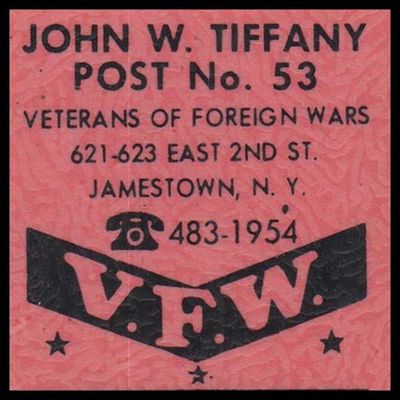 JOHN W. TIFFANY
POST No. 53
VETERANS OF FOREIGN WARS
621-623 EAST 2ND ST.
JAMESTOWN, N. Y.
483-1954
V.F.W.